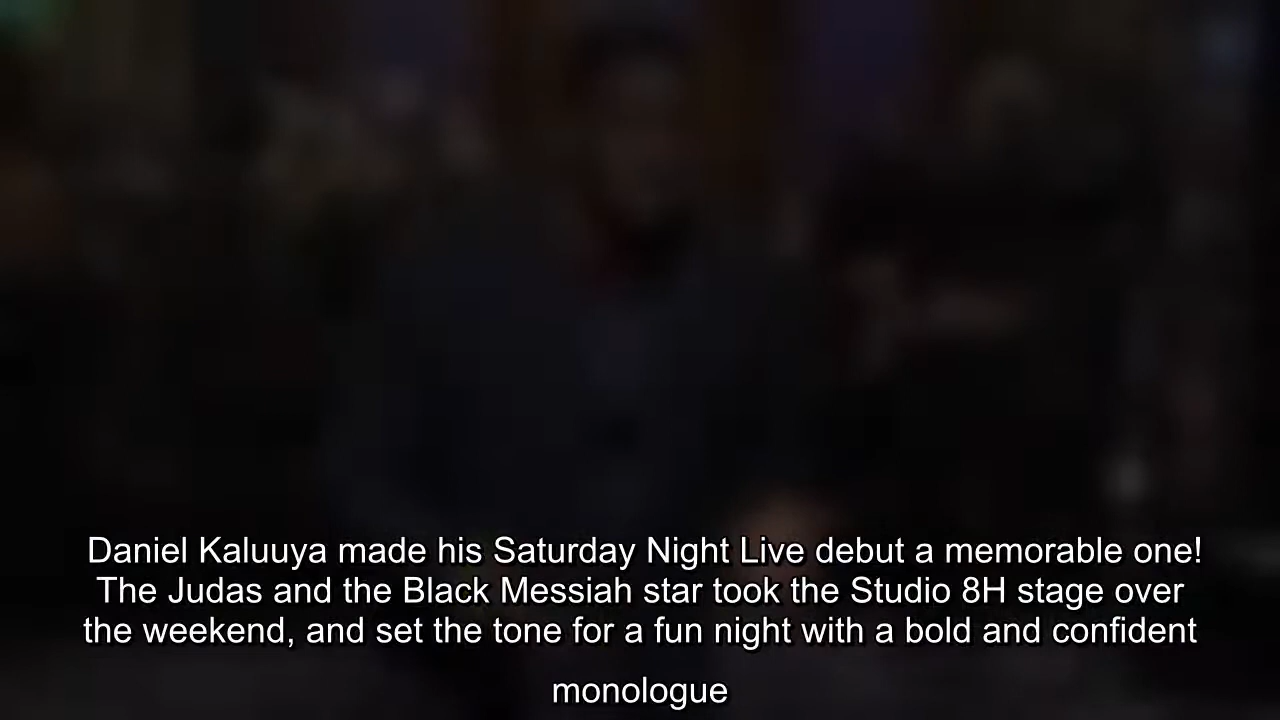 Daniel Kaluuya made his Saturday Night Live debut a memorable one!
The Judas and the Black Messiah star took the Studio 8H stage over
the weekend, and set the tone for a fun night with a bold and confident
monologue